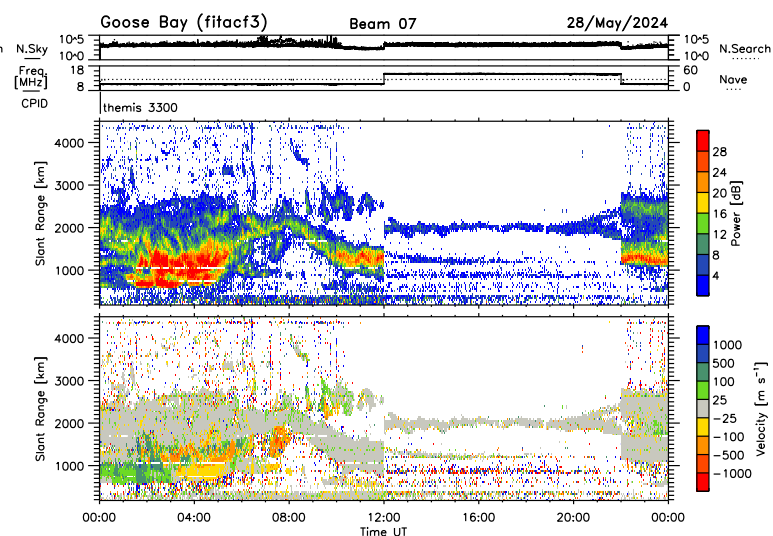 Goose Bay (fitacf3) Beam 07 28/May/2024
N.Sky 10^5 10^0 10^5 10^0 N.Search
Freq. [MHz] 18 8 60 0 Nave
CPID themis 3300
Slant Range [km] 4000 3000 2000 1000
Power [dB] 28 24 20 16 12 8 4
Slant Range [km] 4000 3000 2000 1000
Velocity [m s⁻¹] 1000 500 100 25 −25 −100 −500 −1000
00:00 04:00 08:00 12:00 16:00 20:00 00:00
Time UT